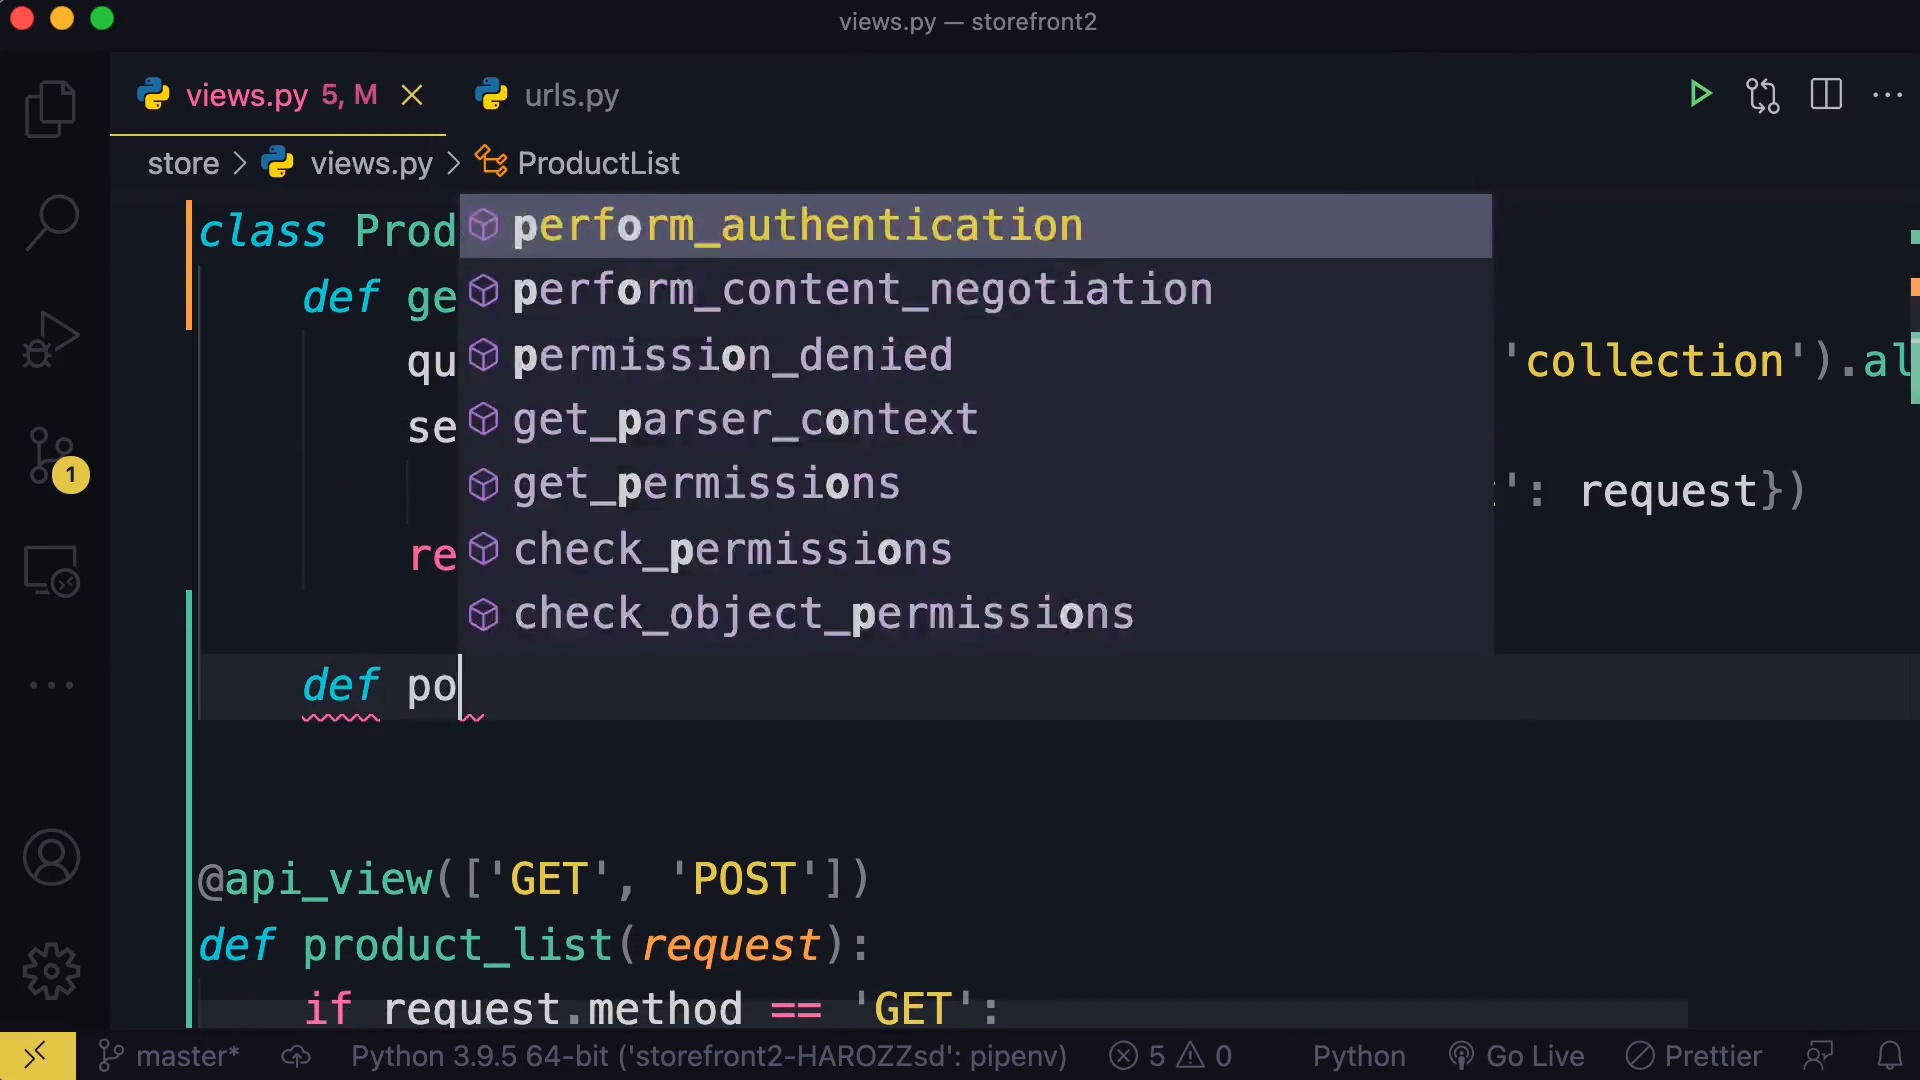 views.py — storefront2
views.py 5, M
urls.py
store > views.py > ProductList
class Prod
perform_authentication
def ge
perform_content_negotiation
qu
permission_denied
'collection').al
se
get_parser_context
get_permissions
': request})
re
check_permissions
check_object_permissions
def po
@api_view(['GET', 'POST'])
def product_list(request):
if request.method == 'GET':
1
master* Python 3.9.5 64-bit ('storefront2-HAROZZsd': pipenv) 5 0 Python Go Live Prettier